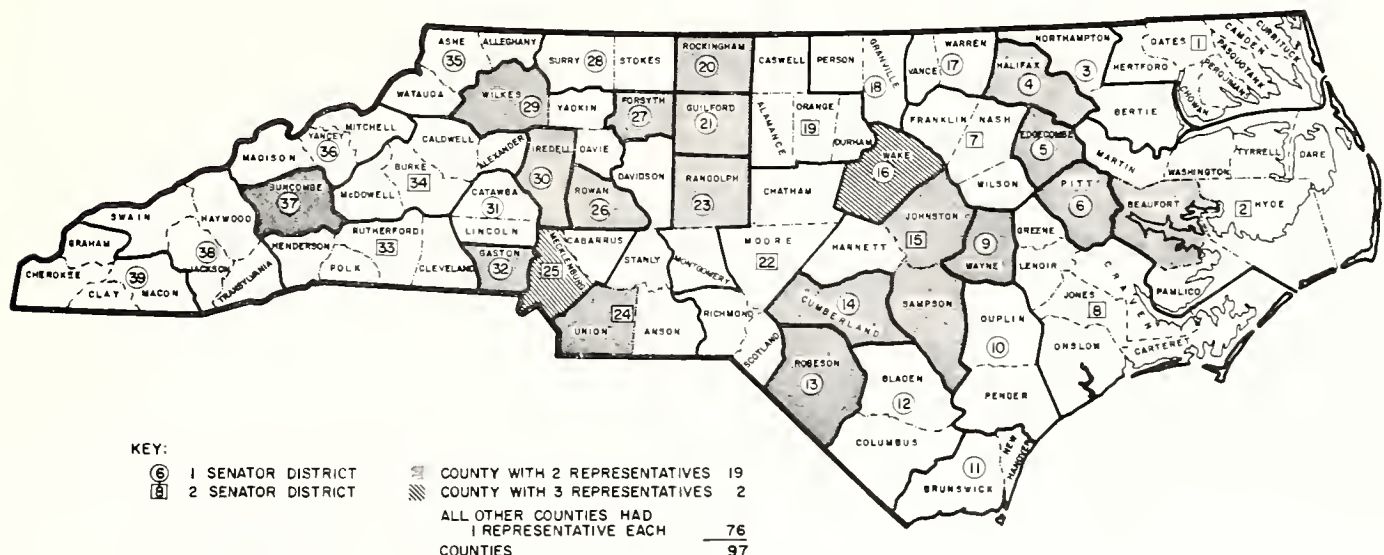 ASHE
35
ALLEGHANY
SURRY
28
STOKES
ROCKINGHAM
20
CASWELL
PERSON
GRANVILLE
18
VANCE
WARREN
17
NORTHAMPTON
3
HALIFAX
4
GATES
1
HERTFORD
CURRITUCK
CAMDEN
PASQUOTANK
PERQUIMANS
CHOWAN
BERTIE
WATAUGA
WILKES
29
YADKIN
FORSYTH
27
GUILFORD
21
ALAMANCE
ORANGE
19
DURHAM
FRANKLIN
NASH
7
EDGECOMBE
5
MARTIN
WASHINGTON
TYRRELL
DARE
MITCHELL
YANCEY
36
MADISON
CALDWELL
ALEXANDER
IREDELL
30
DAVIE
DAVIDSON
ROWAN
26
RANDOLPH
23
CHATHAM
WAKE
16
WILSON
PITT
6
BEAUFORT
HYDE
2
BUNCOMBE
37
McDOWELL
BURKE
34
CATAWBA
31
LINCOLN
SWAIN
HAYWOOD
GRAHAM
38
JACKSON
CHEROKEE
39
CLAY
MACON
TRANSYLVANIA
HENDERSON
RUTHERFORD
33
POLK
CLEVELAND
GASTON
32
MECKLENBURG
25
CABARRUS
STANLY
MONTGOMERY
MOORE
22
HARNETT
JOHNSTON
15
9
WAYNE
GREENE
LENOIR
CRAVEN
PAMLICO
JONES
8
CARTERET
ONSLOW
UNION
24
ANSON
RICHMOND
SCOTLAND
14
CUMBERLAND
SAMPSON
DUPLIN
10
ROBESON
13
BLADEN
12
PENDER
COLUMBUS
11
BRUNSWICK
NEW
HANOVER
KEY:
6 1 SENATOR DISTRICT
8 2 SENATOR DISTRICT
COUNTY WITH 2 REPRESENTATIVES 19
COUNTY WITH 3 REPRESENTATIVES 2
ALL OTHER COUNTIES HAD
1 REPRESENTATIVE EACH 76
COUNTIES 97